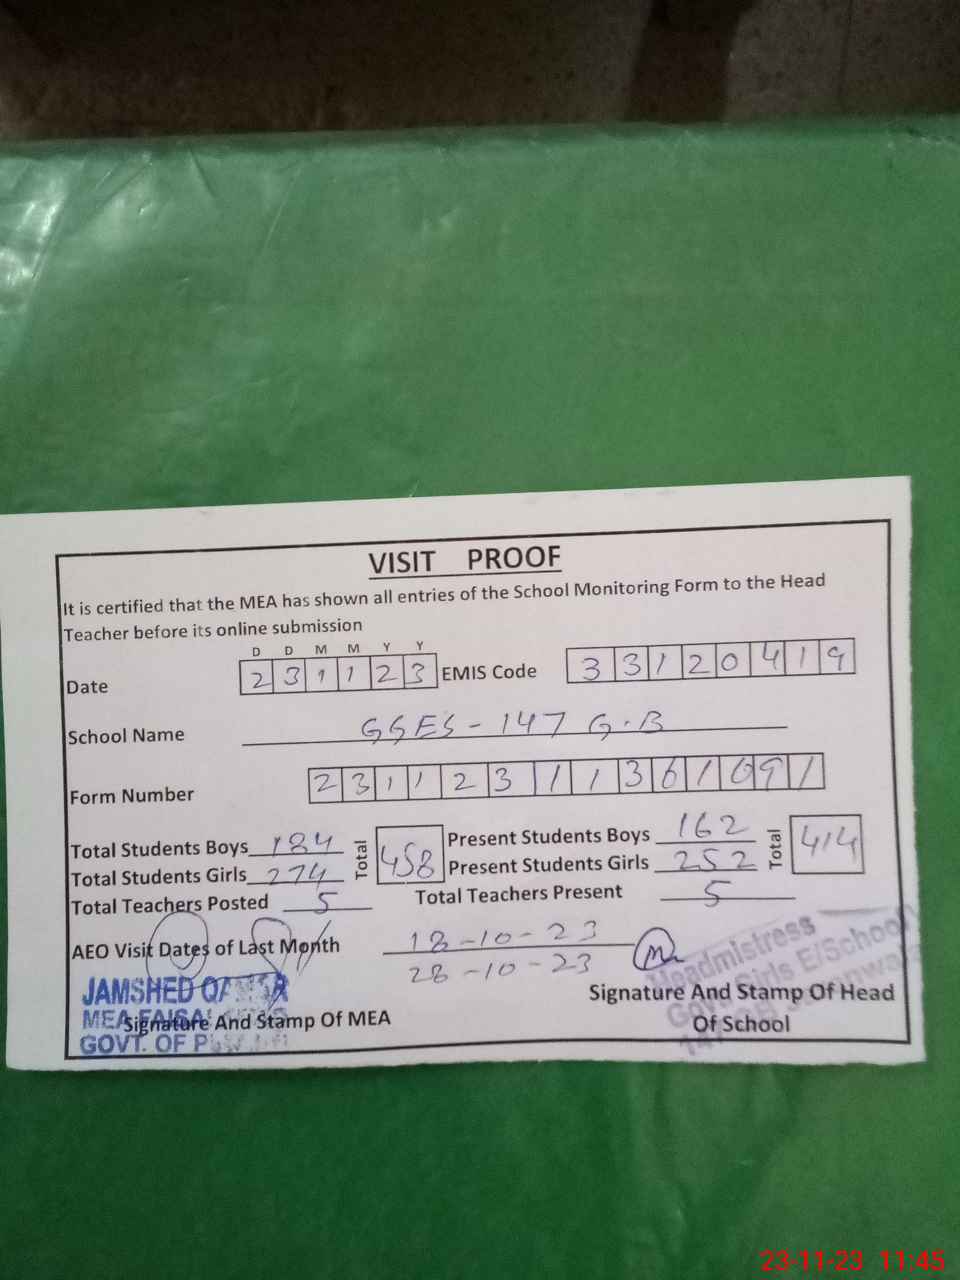 VISIT PROOF
It is certified that the MEA has shown all entries of the School Monitoring Form to the Head
Teacher before its online submission
D D M M Y Y
Date 2 3 1 1 2 3 EMIS Code 3 3 1 2 0 4 1 9
School Name GGES - 147 G.B
Form Number 2 3 1 1 2 3 1 1 3 6 1 0 9 1
Total Students Boys 184 Total 458 Present Students Boys 162 Total 414
Total Students Girls 274 Present Students Girls 252
Total Teachers Posted 5 Total Teachers Present 5
AEO Visit Dates of Last Month 18-10-23
28-10-23
JAMSHED
MEA
GOVT. OF
Signature And Stamp Of MEA
Headmistress
Girls E/School
Signature And Stamp Of Head
Of School
23-11-23 11:45